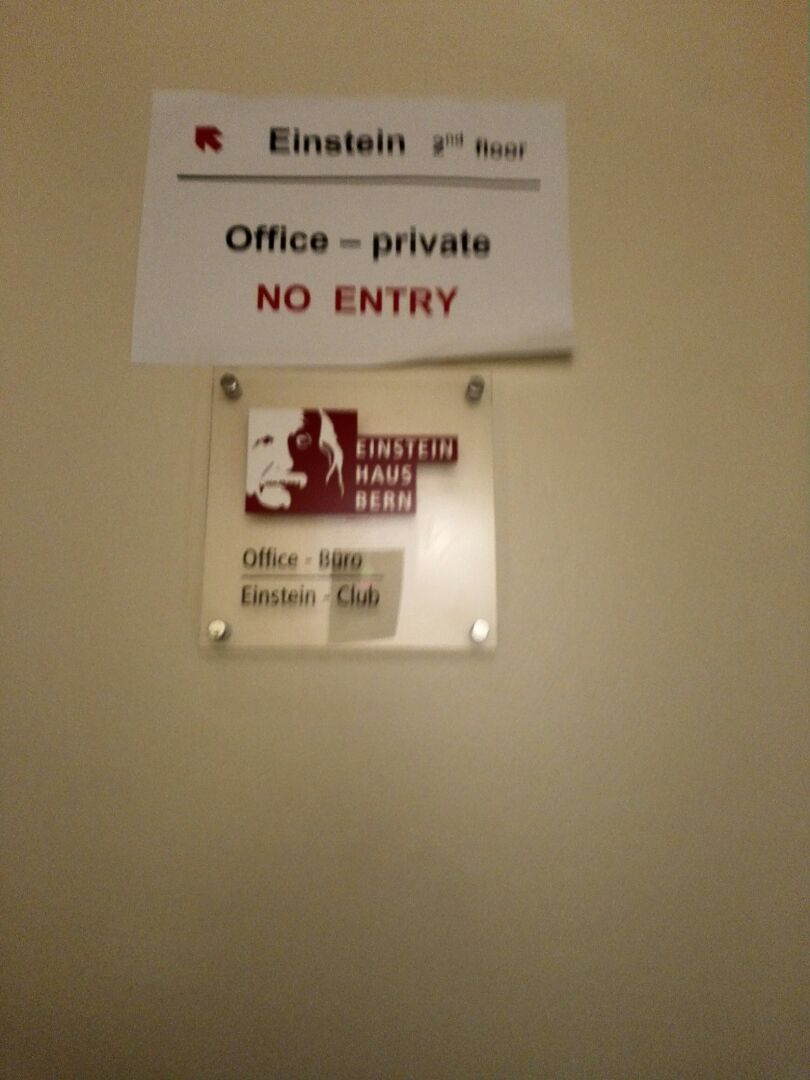 Einstein 2nd floor
Office – private
NO ENTRY
EINSTEIN
HAUS
BERN
Office - Büro
Einstein - Club